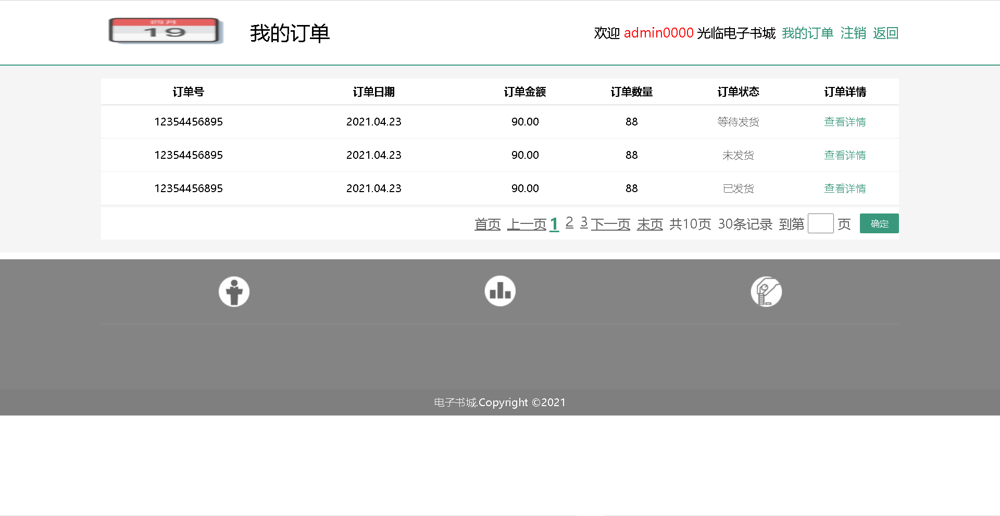 四月
19
我的订单
欢迎 admin0000 光临电子书城 我的订单 注销 返回
订单号 订单日期 订单金额 订单数量 订单状态 订单详情
12354456895 2021.04.23 90.00 88 等待发货 查看详情
12354456895 2021.04.23 90.00 88 未发货 查看详情
12354456895 2021.04.23 90.00 88 已发货 查看详情
首页 上一页 1 2 3 下一页 末页 共10页 30条记录 到第 页 确定
电子书城.Copyright ©2021